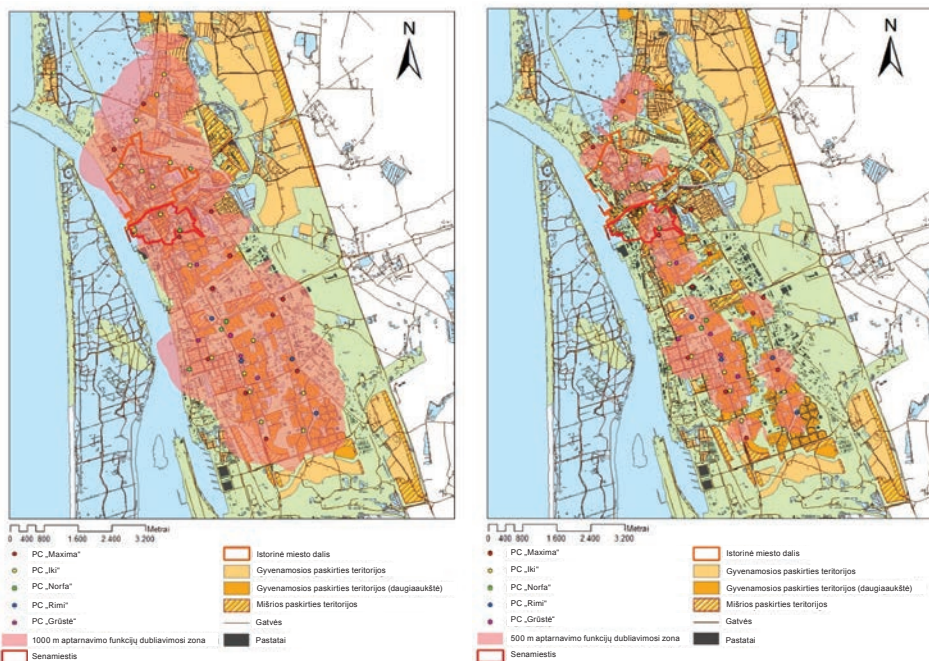 N
Metrai
0 400 800 1.600 2.400 3.200
PC „Maxima“
PC „Iki“
PC „Norfa“
PC „Rimi“
PC „Grūstė“
1000 m aptarnavimo funkcijų dubliavimosi zona
Senamiestis
Istorinė miesto dalis
Gyvenamosios paskirties teritorijos
Gyvenamosios paskirties teritorijos (daugiaaukštė)
Mišrios paskirties teritorijos
Gatvės
Pastatai
N
Metrai
0 400 800 1.600 2.400 3.200
PC „Maxima“
PC „Iki“
PC „Norfa“
PC „Rimi“
PC „Grūstė“
500 m aptarnavimo funkcijų dubliavimosi zona
Senamiestis
Istorinė miesto dalis
Gyvenamosios paskirties teritorijos
Gyvenamosios paskirties teritorijos (daugiaaukštė)
Mišrios paskirties teritorijos
Gatvės
Pastatai